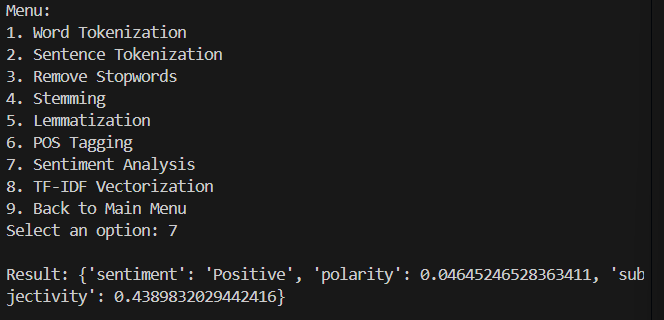 Menu:
1. Word Tokenization
2. Sentence Tokenization
3. Remove Stopwords
4. Stemming
5. Lemmatization
6. POS Tagging
7. Sentiment Analysis
8. TF-IDF Vectorization
9. Back to Main Menu
Select an option: 7

Result: {'sentiment': 'Positive', 'polarity': 0.04645246528363411, 'sub
jectivity': 0.4389832029442416}